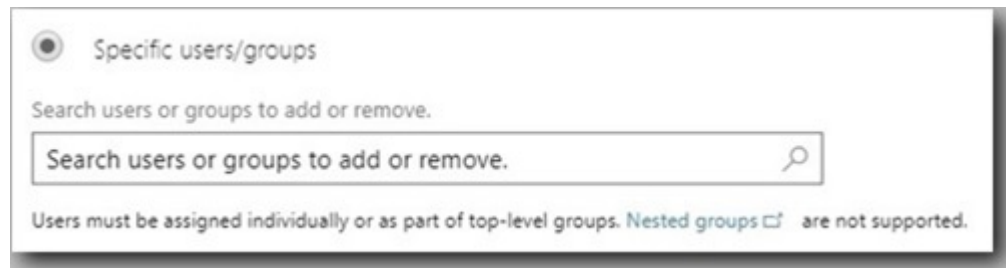 Specific users/groups
Search users or groups to add or remove.
Search users or groups to add or remove.
Users must be assigned individually or as part of top-level groups. Nested groups are not supported.